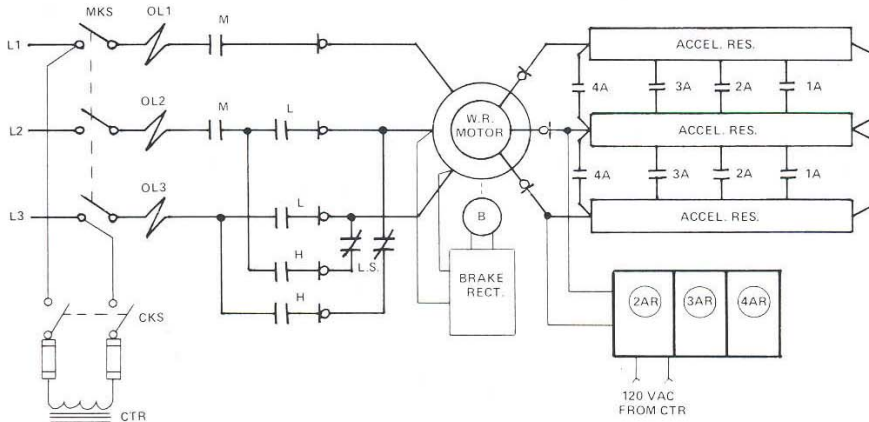 MKS
OL1
M
L1
ACCEL. RES.
4A
3A
2A
1A
OL2
M
L
L2
W.R.
MOTOR
ACCEL. RES.
4A
3A
2A
1A
OL3
L
L3
ACCEL. RES.
B
H
L.S.
BRAKE
RECT.
2AR
3AR
4AR
H
CKS
120 VAC
FROM CTR
CTR